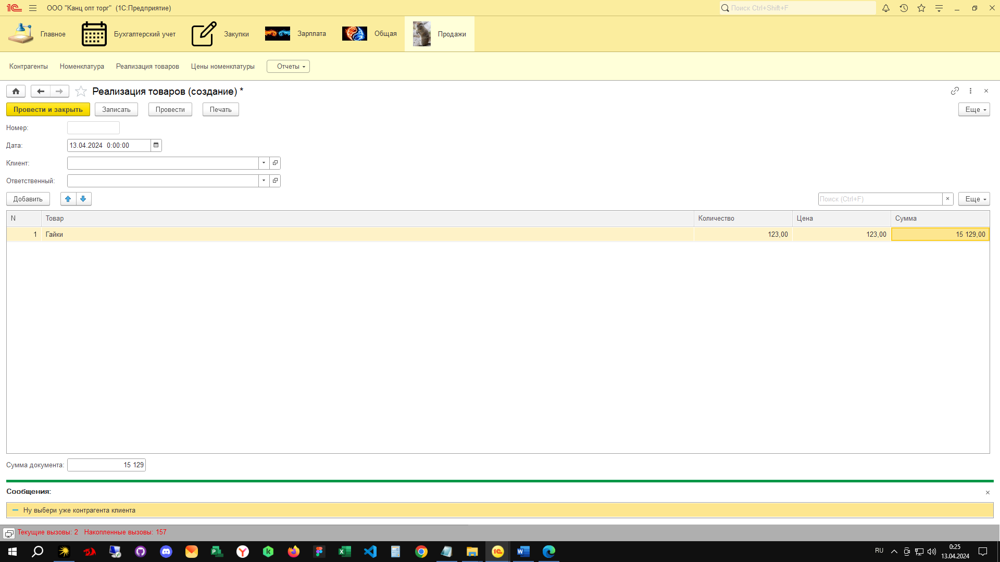 ООО "Канц опт торг" (1С:Предприятие)
Поиск Ctrl+Shift+F
Главное
Бухгалтерский учет
Закупки
Зарплата
Общая
Продажи
Контрагенты
Номенклатура
Реализация товаров
Цены номенклатуры
Отчеты
Реализация товаров (создание) *
Провести и закрыть
Записать
Провести
Печать
Еще
Номер:
Дата:
13.04.2024 0:00:00
Клиент:
Ответственный:
Добавить
Поиск (Ctrl+F)
Еще
N Товар Количество Цена Сумма
1 Гайки 123,00 123,00 15 129,00
Сумма документа: 15 129
Сообщения:
Ну выбери уже контрагента клиента
Текущие вызовы: 2 Накопленные вызовы: 157
RU
0:25
13.04.2024